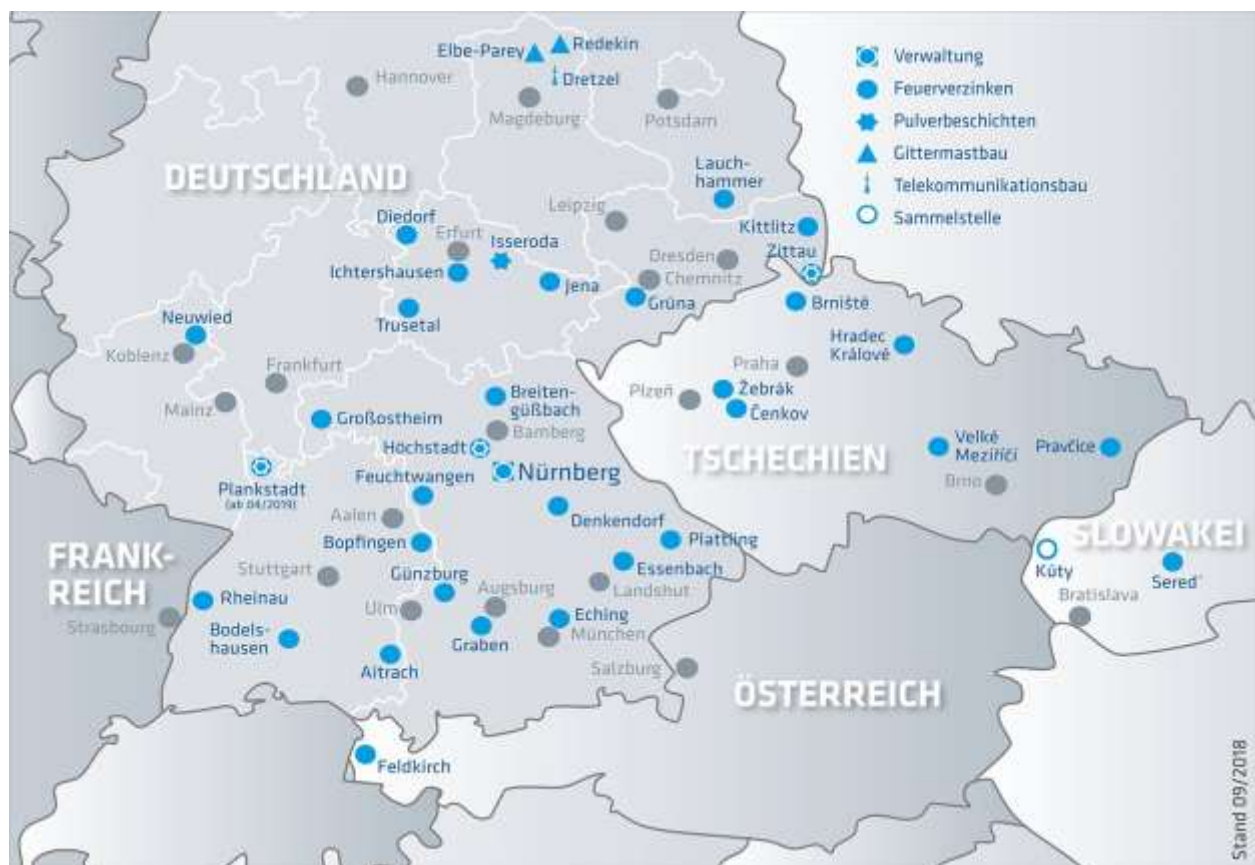 Elbe-Parey
Redekin
Dretzel
Hannover
Magdeburg
Potsdam
Verwaltung
Feuerverzinken
Pulverbeschichten
Gittermastbau
Telekommunikationsbau
Sammelstelle
DEUTSCHLAND
Lauch-
hammer
Leipzig
Diedorf
Erfurt
Isseroda
Kittlitz
Zittau
Dresden
Chemnitz
Ichtershausen
Jena
Grüna
Brniště
Trusetal
Neuwied
Koblenz
Hradec
Králové
Frankfurt
Praha
Mainz
Plzeň
Žebrák
Čenkov
Breiten-
güßbach
Großostheim
Bamberg
Höchstadt
Nürnberg
TSCHECHIEN
Velké
Meziříčí
Pravčice
Brno
Plankstadt
(ab 04/2019)
Feuchtwangen
Aalen
Denkendorf
Bopfingen
Plattling
FRANK-
REICH
SLOWAKEI
Stuttgart
Günzburg
Augsburg
Essenbach
Landshut
Kúty
Sered'
Bratislava
Rheinau
Strasbourg
Ulm
Eching
Bodels-
hausen
Graben
München
Aitrach
Salzburg
ÖSTERREICH
Feldkirch
Stand 09/2018